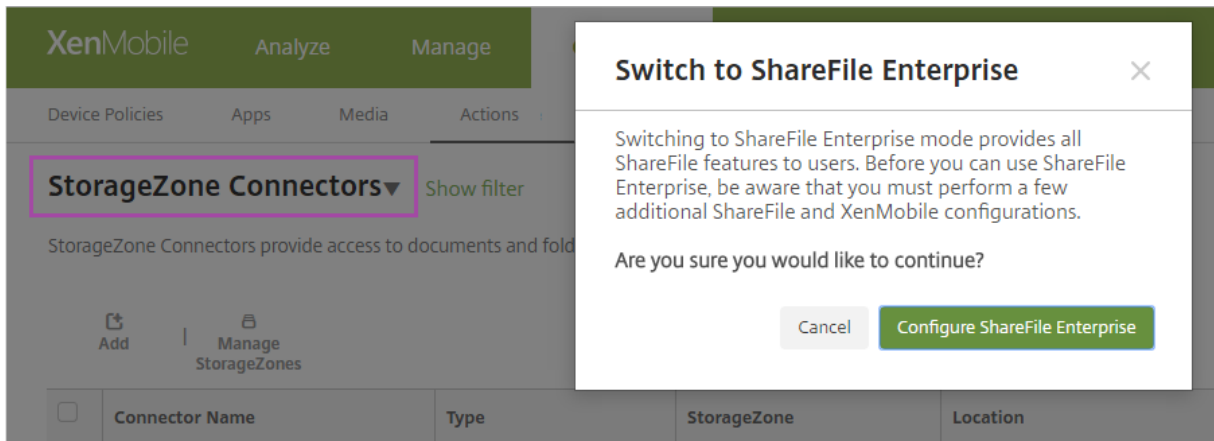 XenMobile Analyze Manage
Device Policies Apps Media Actions
StorageZone Connectors▾ Show filter
StorageZone Connectors provide access to documents and fold
Add | Manage
StorageZones
Connector Name Type StorageZone Location
Switch to ShareFile Enterprise ×
Switching to ShareFile Enterprise mode provides all
ShareFile features to users. Before you can use ShareFile
Enterprise, be aware that you must perform a few
additional ShareFile and XenMobile configurations.
Are you sure you would like to continue?
Cancel Configure ShareFile Enterprise